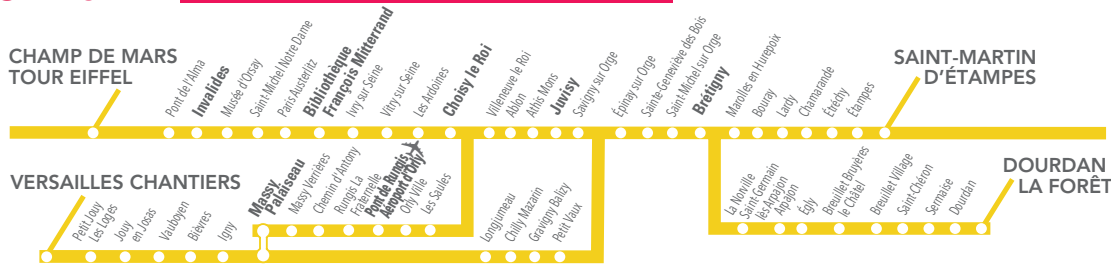 CHAMP DE MARS
TOUR EIFFEL
Pont de l'Alma
Invalides
Musée d'Orsay
Saint Michel Notre Dame
Paris Austerlitz
Bibliothèque
François Mitterrand
Ivry sur Seine
Vitry sur Seine
Les Ardoines
Choisy le Roi
Villeneuve le Roi
Ablon
Athis Mons
Juvisy
Savigny sur Orge
Épinay sur Orge
Sainte-Geneviève des Bois
Saint-Michel sur Orge
Brétigny
Marolles en Hurepoix
Bouray
Lardy
Chamarande
Étréchy
Étampes
SAINT-MARTIN
D'ÉTAMPES
VERSAILLES CHANTIERS
Petit Jouy
Les Loges
Jouy
en Josas
Vauboyen
Bièvres
Igny
Massy
Palaiseau
Massy Verrières
Chemin d'Antony
Rungis La
Fraternelle
Pont de Rungis
Aéroport d'Orly
Orly Ville
Les Saules
Longjumeau
Chilly Mazarin
Gravigny Balizy
Petit Vaux
La Norville
Saint-Germain
lès Arpajon
Arpajon
Égly
Breuillet Bruyères
le Châtel
Breuillet Village
Saint-Chéron
Sermaise
Dourdan
DOURDAN
LA FORÊT